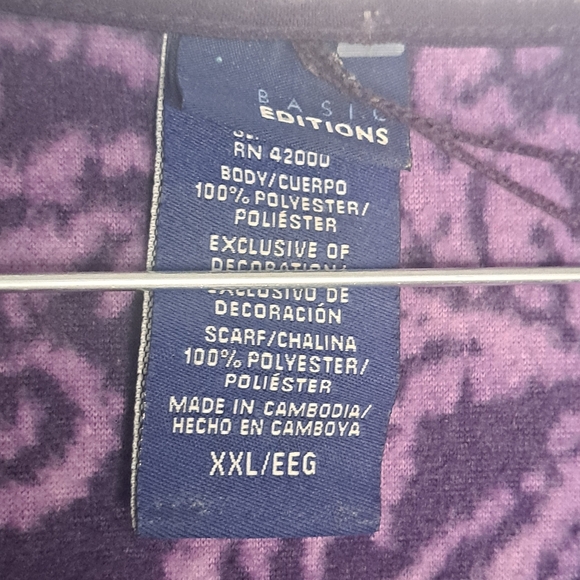 BASIC
EDITIONS
RN 42000
BODY/CUERPO
100% POLYESTER/
POLIÉSTER
EXCLUSIVE OF
DECORATION/
EXCLUSIVO DE
DECORACIÓN
SCARF/CHALINA
100% POLYESTER/
POLIÉSTER
MADE IN CAMBODIA/
HECHO EN CAMBOYA
XXL/EEG